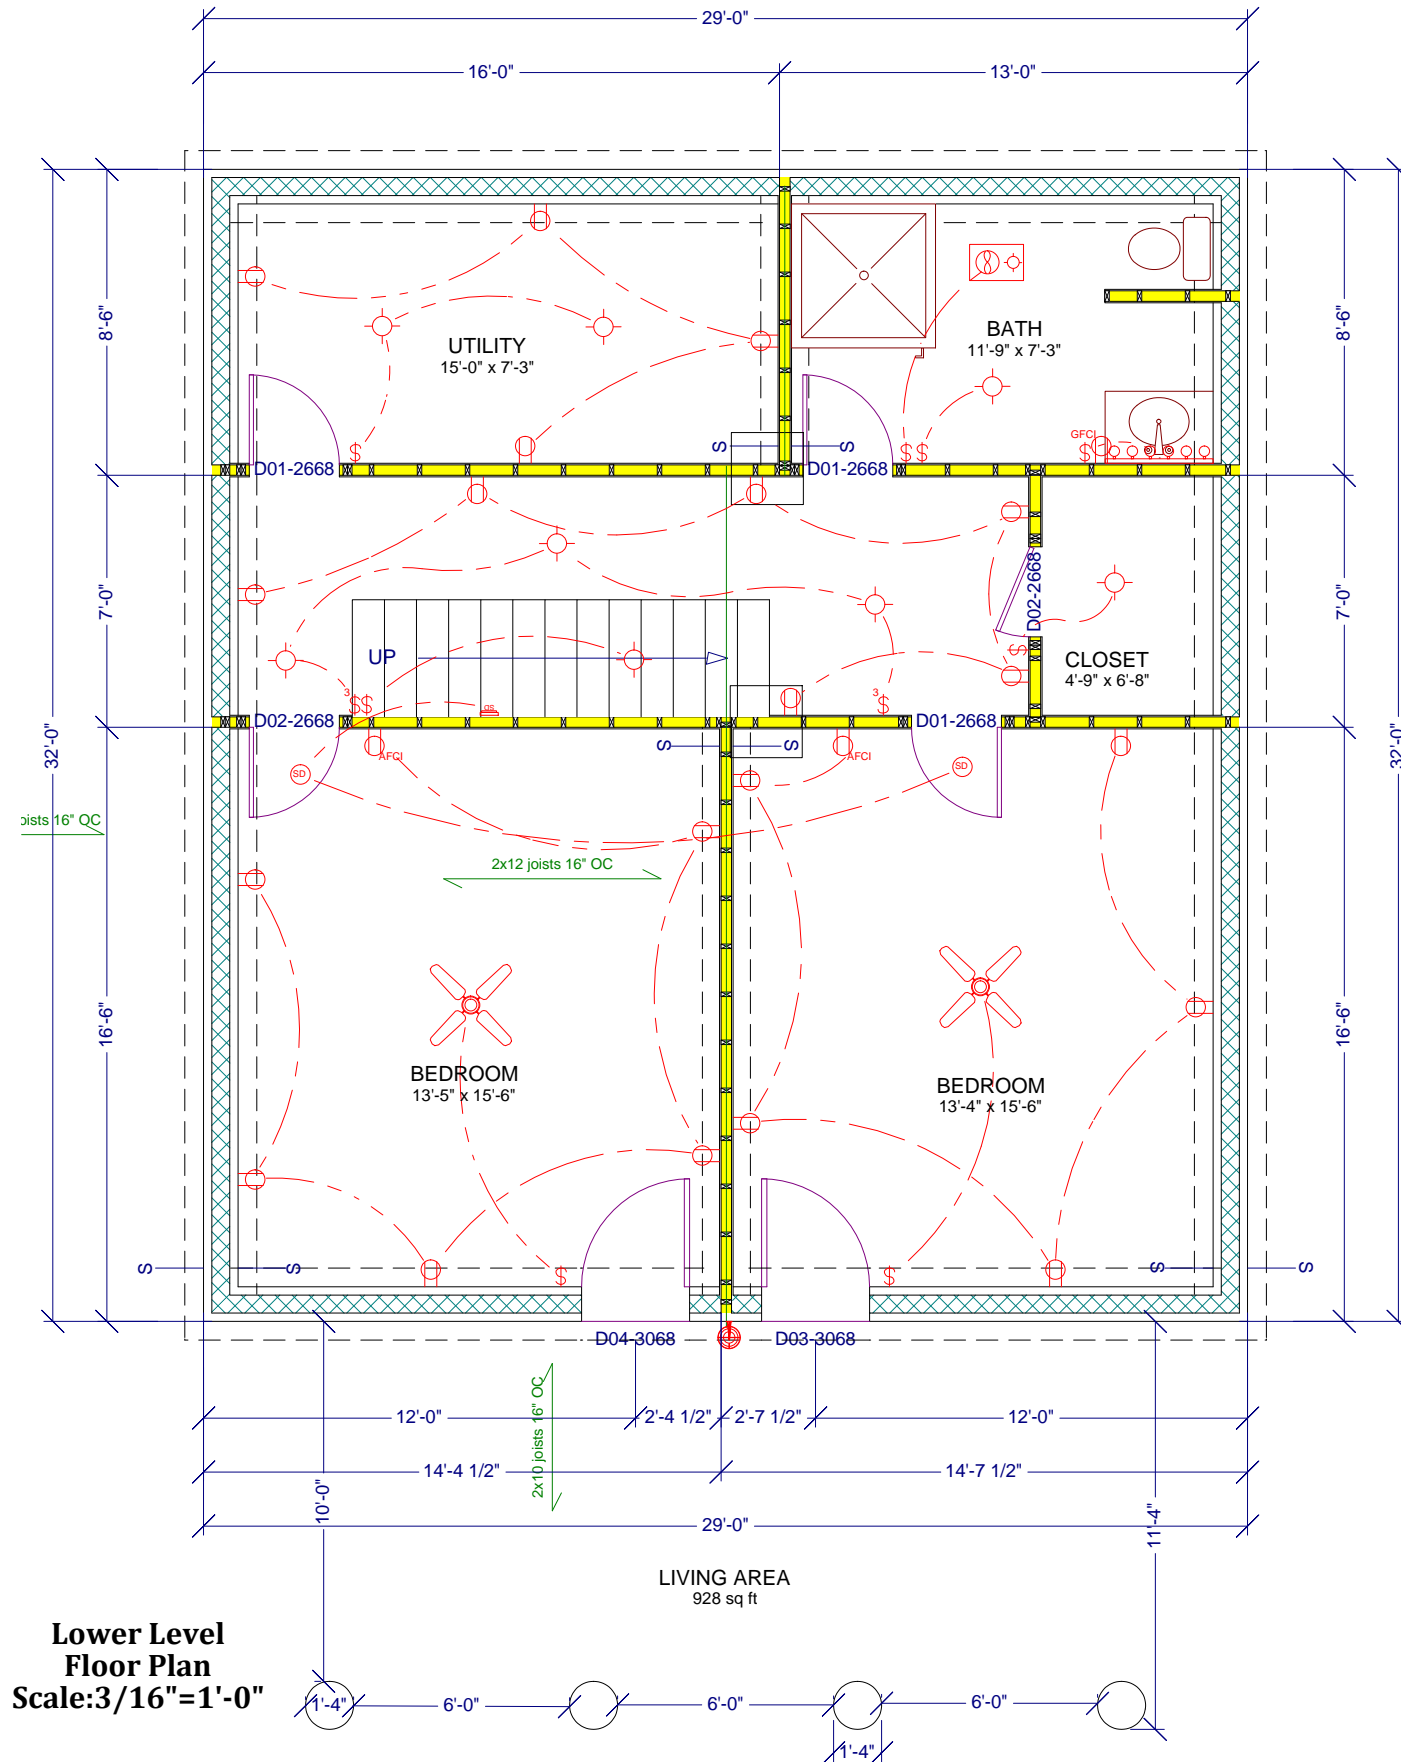 29'-0"
16'-0"
13'-0"
8'-6"
8'-6"
UTILITY
15'-0" x 7'-3"
BATH
11'-9" x 7'-3"
GFCI
$
$ $
$
S
S
D01-2668
D01-2668
7'-0"
7'-0"
32'-0"
32'-0"
D02-2668
UP
CLOSET
4'-9" x 6'-8"
$
3
$$
3
$
D02-2668
D01-2668
S
S
AFCI
AFCI
SD
SD
oists 16" OC
2x12 joists 16" OC
16'-6"
16'-6"
BEDROOM
13'-5" x 15'-6"
BEDROOM
13'-4" x 15'-6"
S
S
$
$
S
S
D04-3068
D03-3068
12'-0"
2'-4 1/2"
2'-7 1/2"
12'-0"
2x10 joists 16" OC
14'-4 1/2"
14'-7 1/2"
10'-0"
11'-4"
29'-0"
LIVING AREA
928 sq ft
Lower Level
Floor Plan
Scale:3/16"=1'-0"
1'-4"
6'-0"
6'-0"
6'-0"
1'-4"